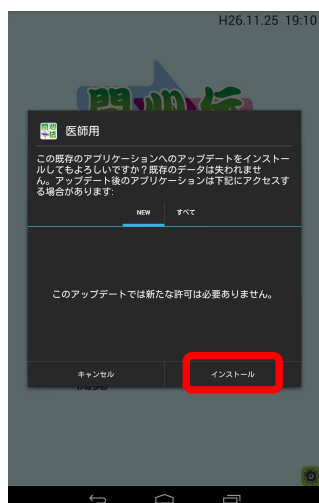 H26.11.25 19:10
医師用
この既存のアプリケーションへのアップデートをインストー
ルしてもよろしいですか？既存のデータは失われませ
ん。アップデート後のアプリケーションは下記にアクセスす
る場合があります:
NEW すべて
このアップデートでは新たな許可は必要ありません。
キャンセル インストール